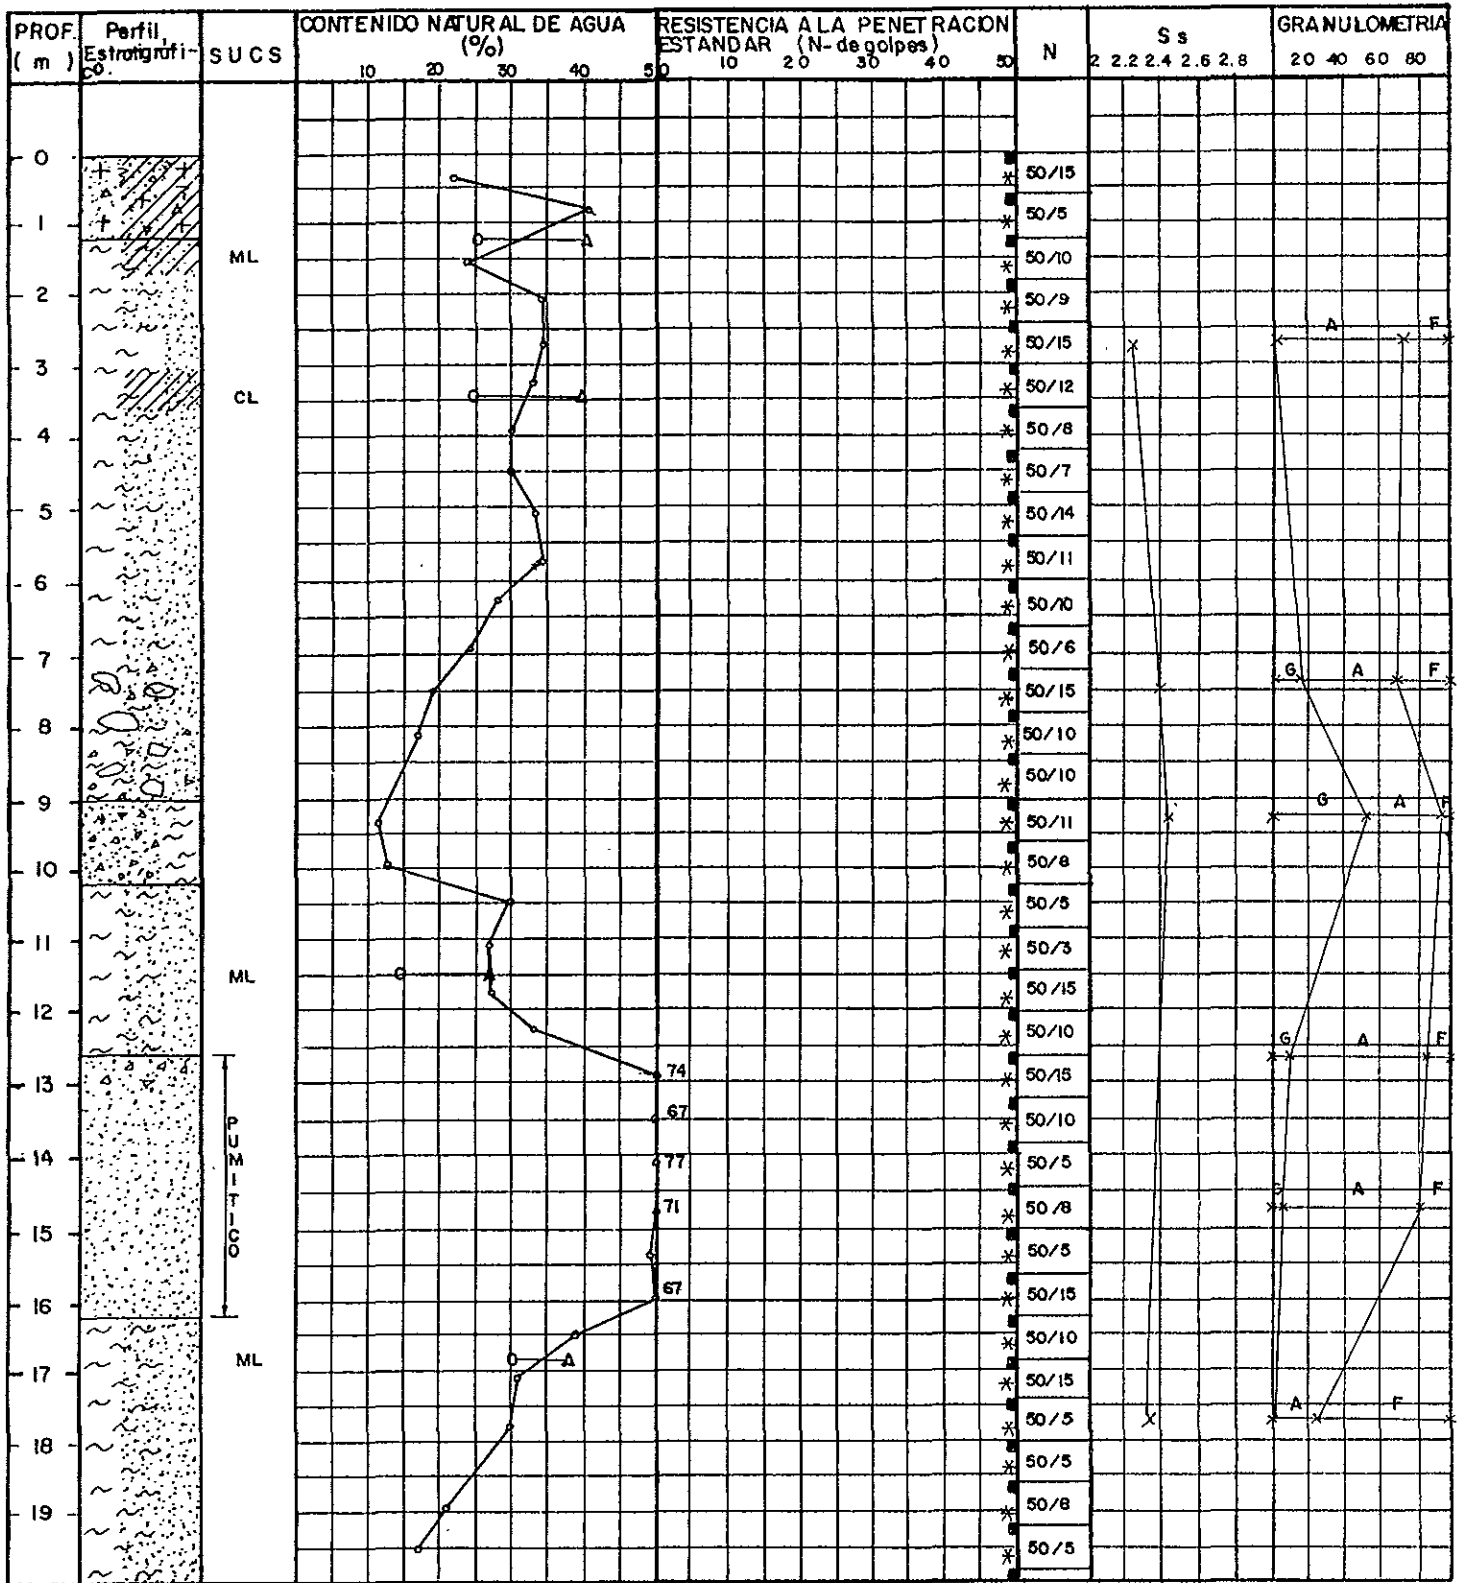 PROF. (m)
Perfil Estratigrafi-co.
SUCS
CONTENIDO NATURAL DE AGUA (%)
RESISTENCIA A LA PENETRACION ESTANDAR (N- de golpes)
N
S s
GRANULOMETRIA
10 20 30 40 50
0 10 20 30 40 50
2 2.2 2.4 2.6 2.8
20 40 60 80
0
50/15
1
50/5
ML
50/10
2
50/9
50/15
A F
3
50/12
CL
4
50/8
50/7
5
50/14
50/11
6
50/10
50/6
7
G A F
50/15
8
50/10
50/10
9
G A F
50/11
10
50/8
50/5
11
50/3
ML
50/15
12
50/10
G A F
13
74
50/15
67
50/10
PUMITICO
14
77
50/5
G A F
71
50/8
15
50/5
67
50/15
16
50/10
ML
17
50/15
A F
50/5
18
50/5
50/8
19
50/5